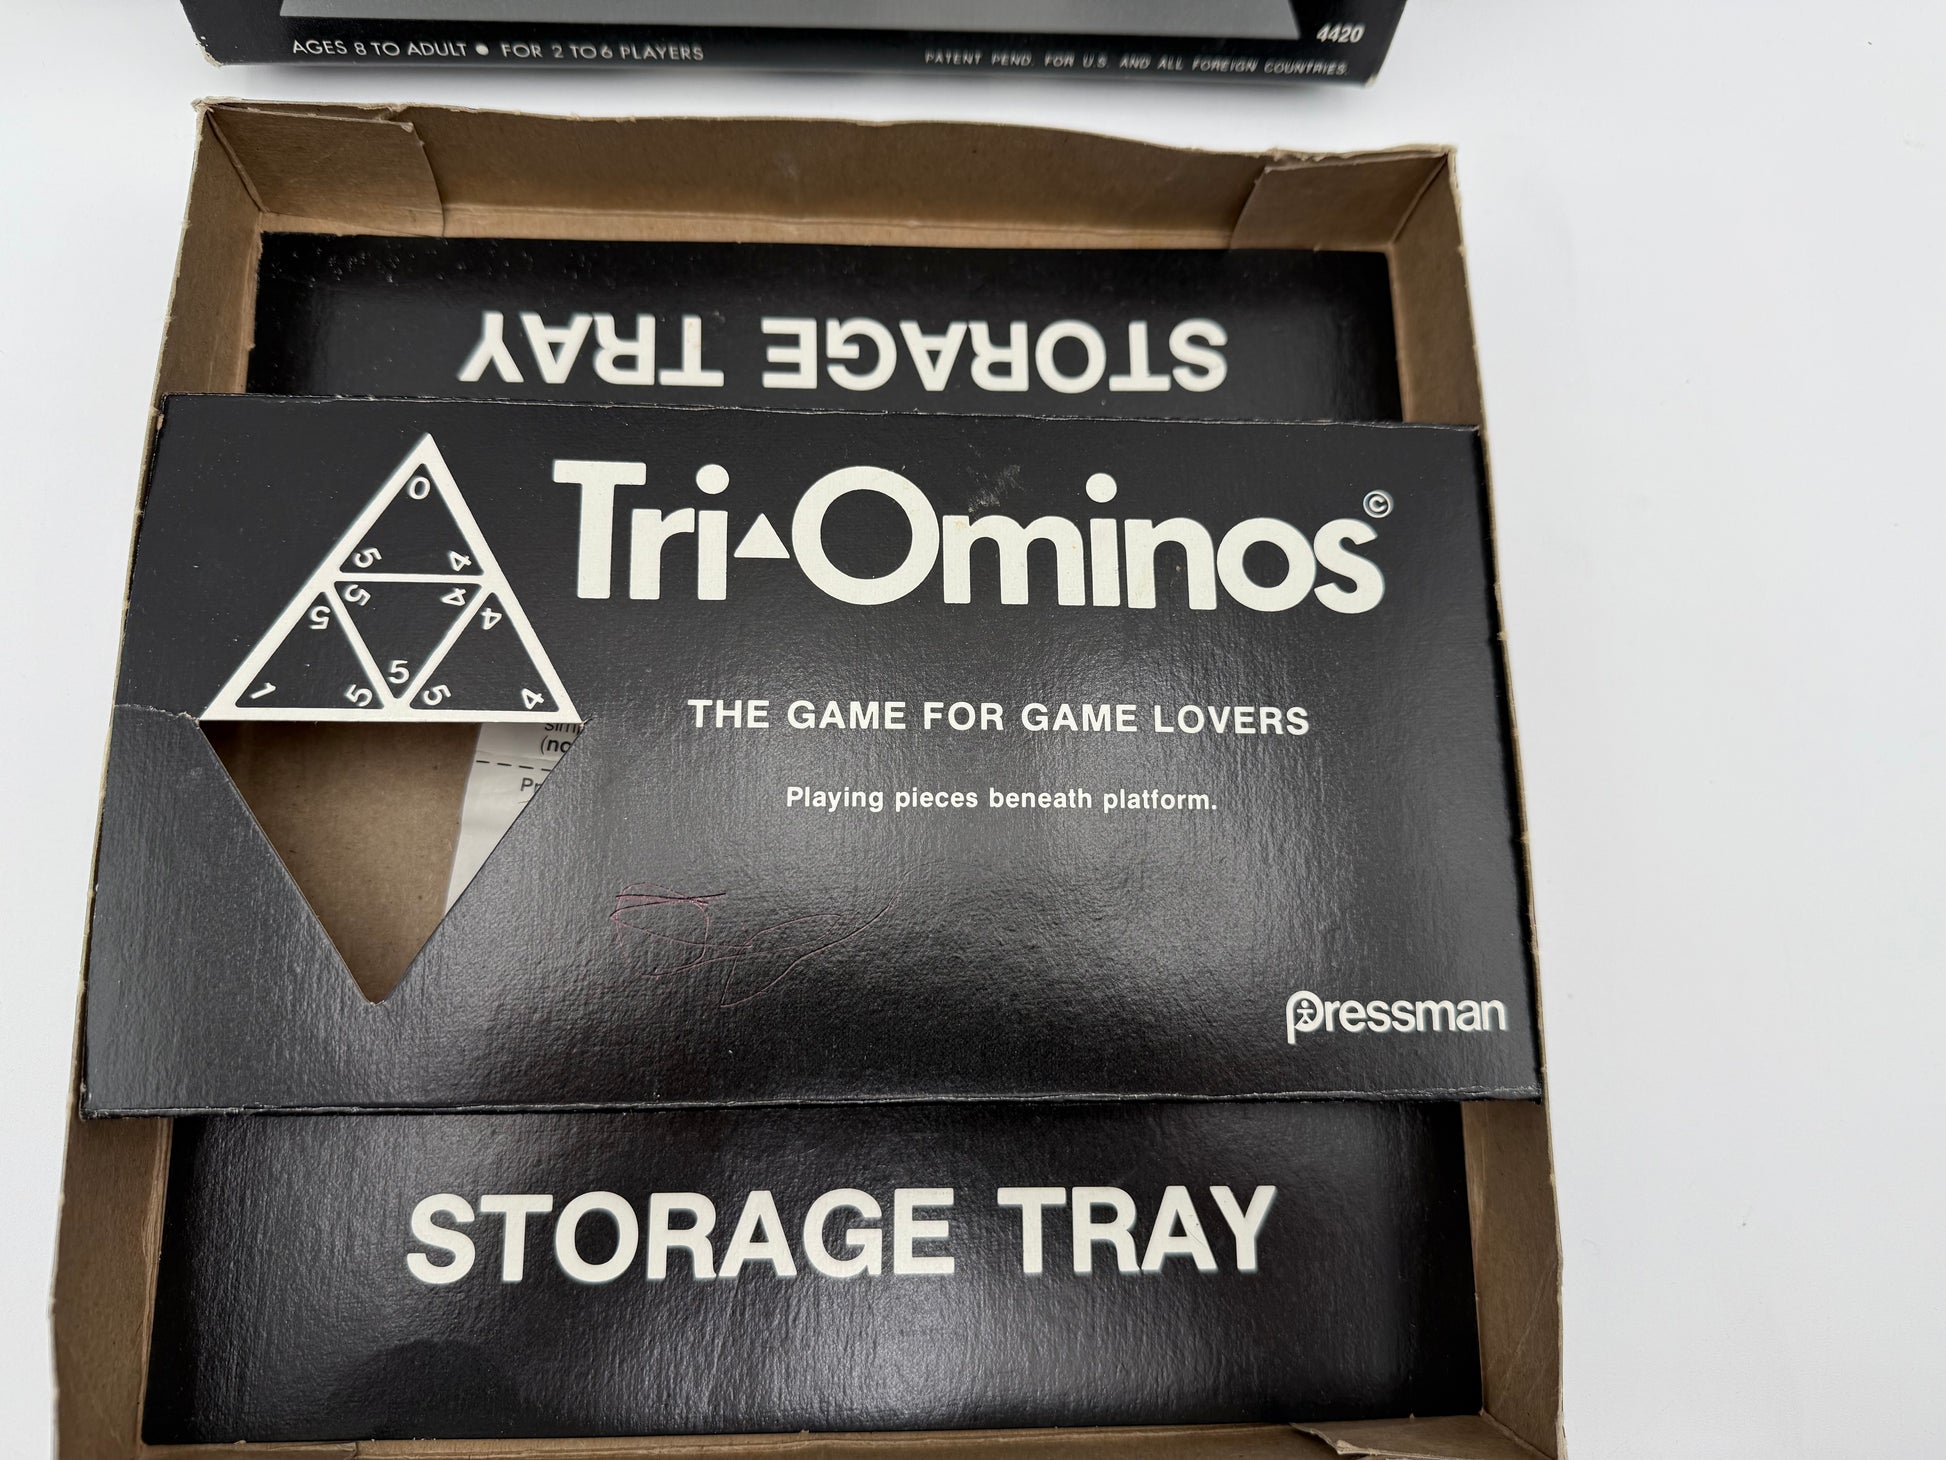 AGES 8 TO ADULT ● FOR 2 TO 6 PLAYERS
PATENT PEND. FOR U.S. AND ALL FOREIGN COUNTRIES.
4420
STORAGE TRAY
Tri▲Ominos©
0
5 4
5 4
5 4
5
1 5 5 4
THE GAME FOR GAME LOVERS
Playing pieces beneath platform.
(no
Pr
pressman
STORAGE TRAY